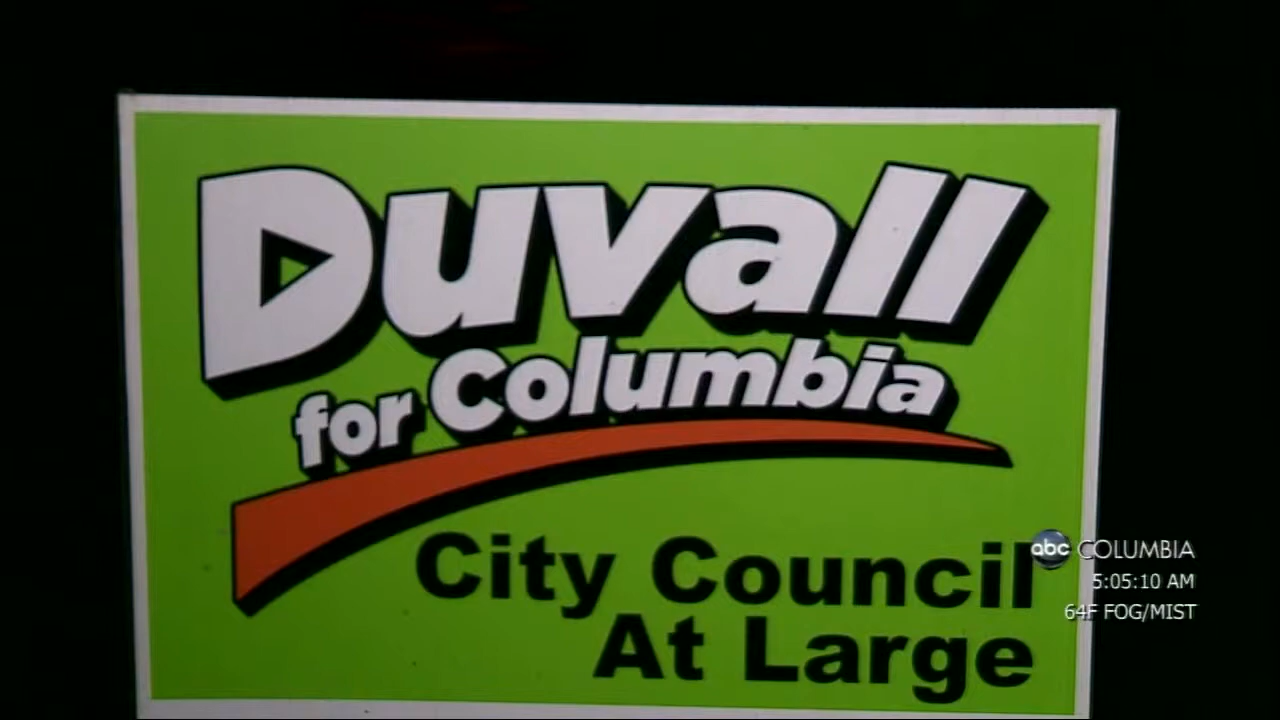 Duvall
for Columbia
City Council
At Large
abc COLUMBIA
5:05:10 AM
64F FOG/MIST